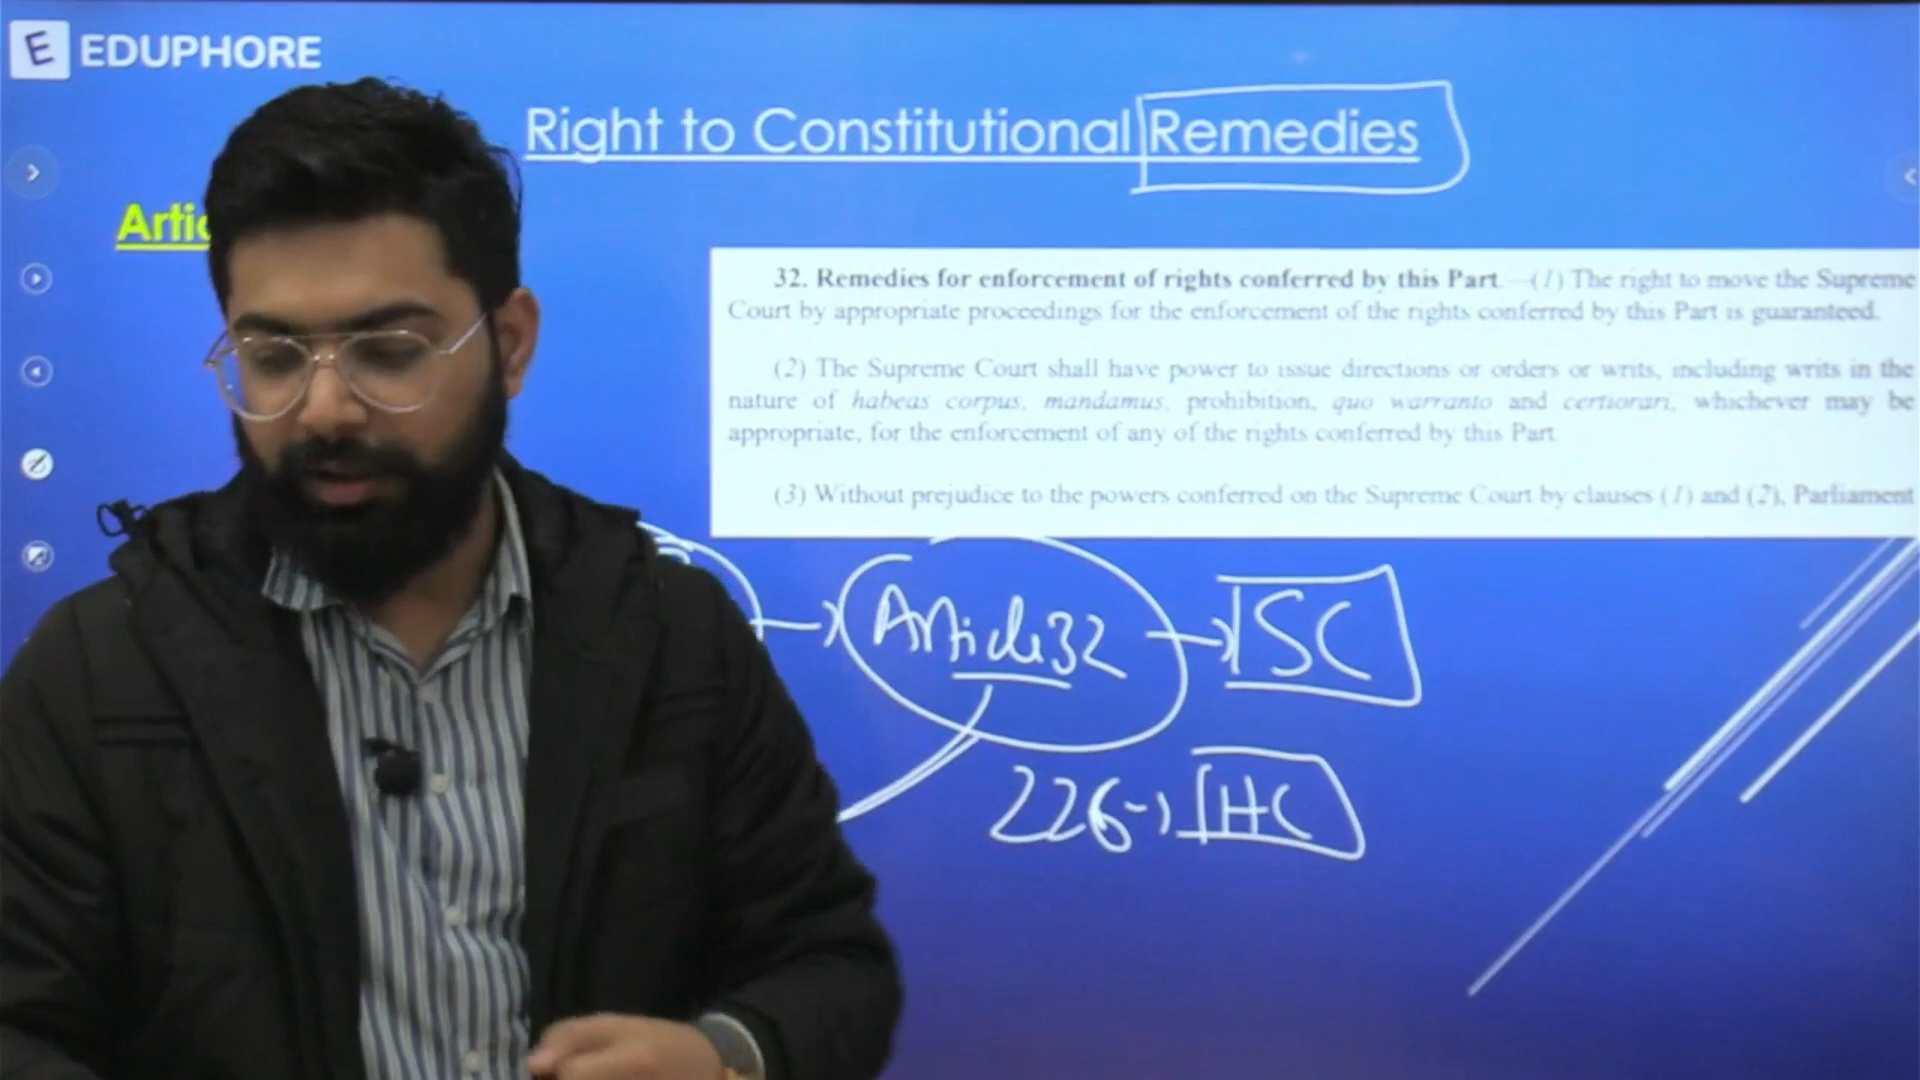 E EDUPHORE
Right to Constitutional Remedies
Artic
32. Remedies for enforcement of rights conferred by this Part.—(1) The right to move the Supreme
Court by appropriate proceedings for the enforcement of the rights conferred by this Part is guaranteed.
(2) The Supreme Court shall have power to issue directions or orders or writs, including writs in the
nature of habeas corpus, mandamus, prohibition, quo warranto and certiorari, whichever may be
appropriate, for the enforcement of any of the rights conferred by this Part.
(3) Without prejudice to the powers conferred on the Supreme Court by clauses (1) and (2), Parliament
Article 32 → SC
226 → HC